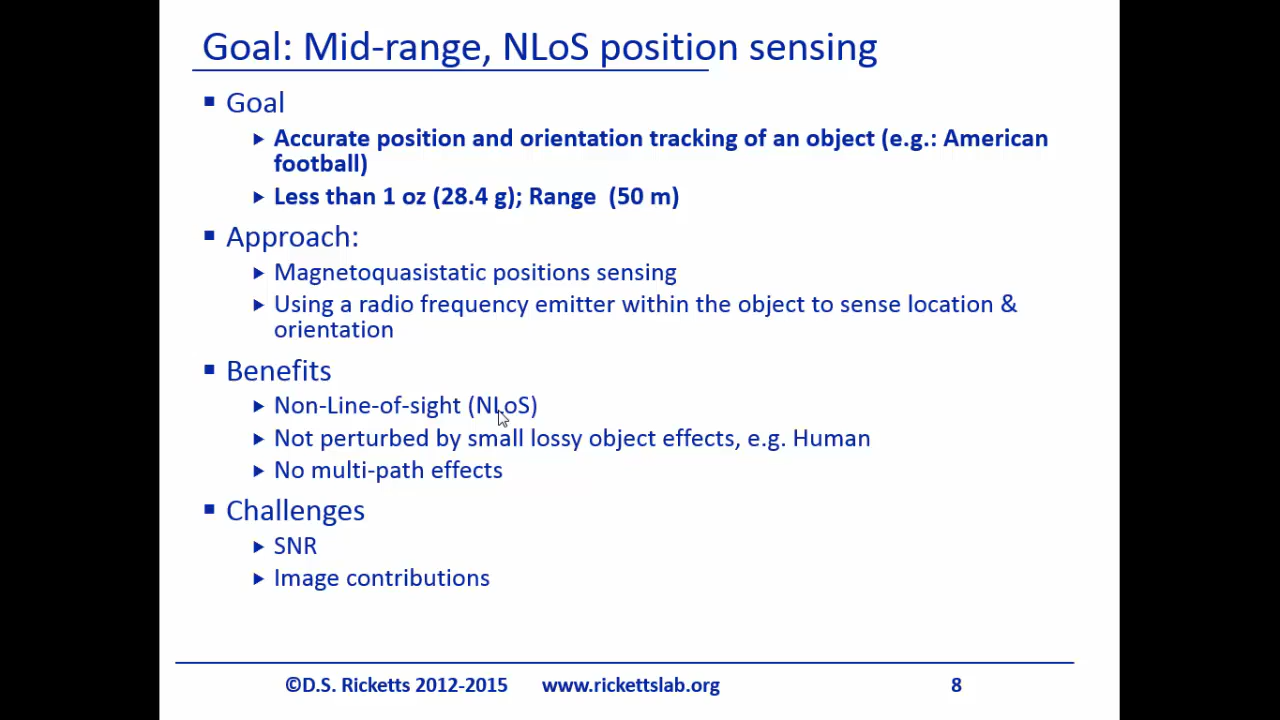 Goal: Mid-range, NLoS position sensing
Goal
Accurate position and orientation tracking of an object (e.g.: American
football)
Less than 1 oz (28.4 g); Range (50 m)
Approach:
Magnetoquasistatic positions sensing
Using a radio frequency emitter within the object to sense location &
orientation
Benefits
Non-Line-of-sight (NLoS)
Not perturbed by small lossy object effects, e.g. Human
No multi-path effects
Challenges
SNR
Image contributions
©D.S. Ricketts 2012-2015 www.rickettslab.org 8